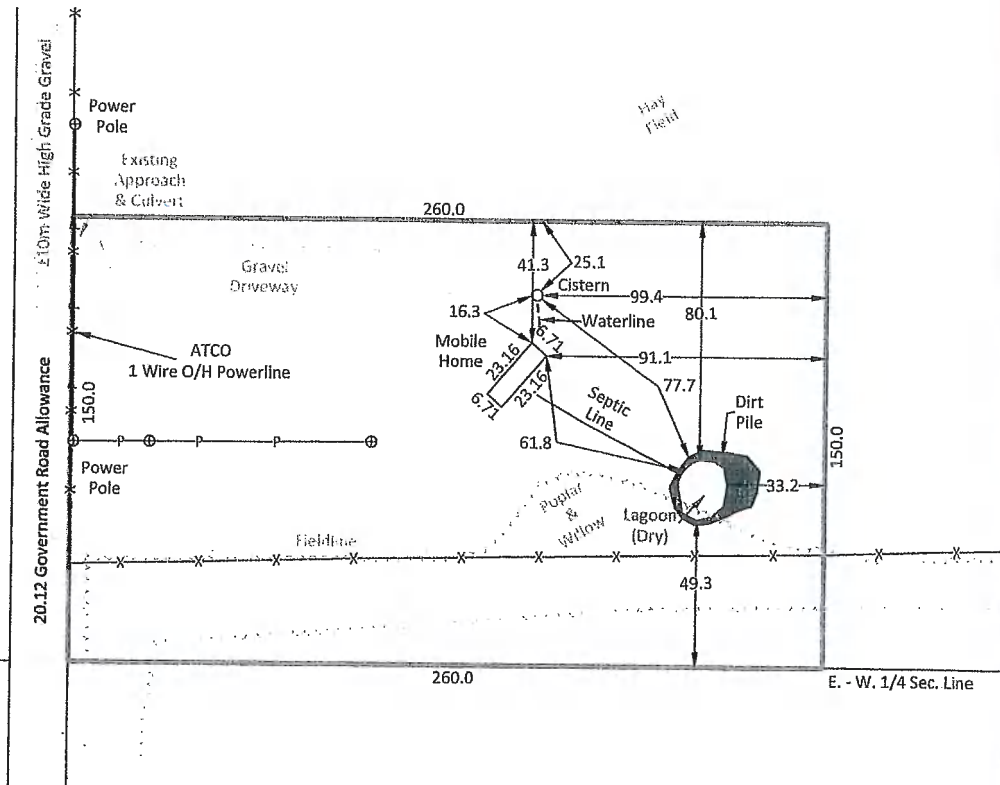 ±10m Wide High Grade Gravel
Power
Pole
Hay
Field
Existing
Approach
& Culvert
260.0
41.3
25.1
Gravel
Driveway
Cistern
99.4
80.1
16.3
Waterline
6.71
Mobile
Home
ATCO
1 Wire O/H Powerline
91.1
23.16
77.7
23.16
6.71
Septic
Line
150.0
Dirt
Pile
150.0
61.8
P
P
Power
Pole
33.2
Poplar
&
Willow
Lagoon
(Dry)
20.12 Government Road Allowance
Fieldline
49.3
260.0
E. - W. 1/4 Sec. Line